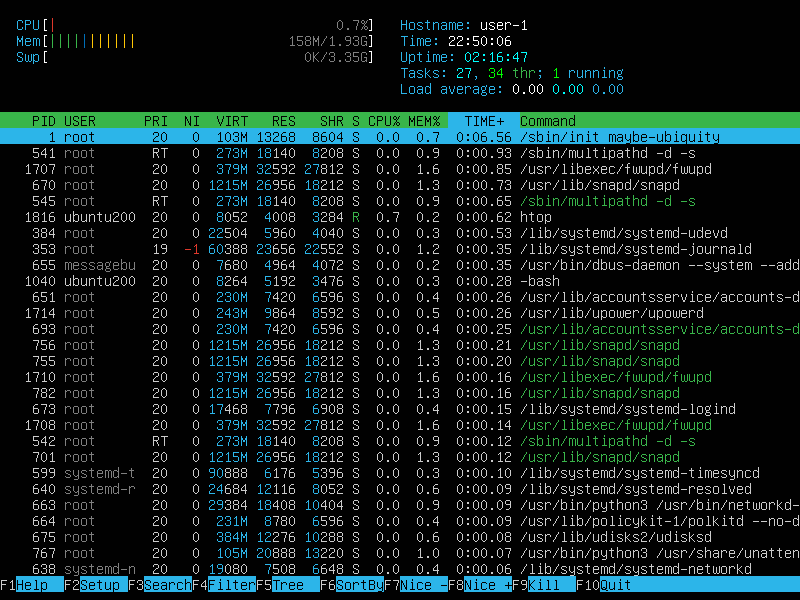 CPU[| 0.7%] Hostname: user-1
Mem[||||||||||| 158M/1.93G] Time: 22:50:06
Swp[ 0K/3.35G] Uptime: 02:16:47
Tasks: 27, 34 thr; 1 running
Load average: 0.00 0.00 0.00
PID USER PRI NI VIRT RES SHR S CPU% MEM% TIME+ Command
1 root 20 0 103M 13268 8604 S 0.0 0.7 0:06.56 /sbin/init maybe-ubiquity
541 root RT 0 273M 18140 8208 S 0.0 0.9 0:00.93 /sbin/multipathd -d -s
1707 root 20 0 379M 32592 27812 S 0.0 1.6 0:00.85 /usr/libexec/fwupd/fwupd
670 root 20 0 1215M 26956 18212 S 0.0 1.3 0:00.73 /usr/lib/snapd/snapd
545 root RT 0 273M 18140 8208 S 0.0 0.9 0:00.65 /sbin/multipathd -d -s
1816 ubuntu200 20 0 8052 4008 3284 R 0.7 0.2 0:00.62 htop
384 root 20 0 22504 5960 4040 S 0.0 0.3 0:00.53 /lib/systemd/systemd-udevd
353 root 19 -1 60388 23656 22552 S 0.0 1.2 0:00.35 /lib/systemd/systemd-journald
655 messagebu 20 0 7680 4964 4072 S 0.0 0.2 0:00.35 /usr/bin/dbus-daemon --system --add
1040 ubuntu200 20 0 8264 5192 3476 S 0.0 0.3 0:00.28 -bash
651 root 20 0 230M 7420 6596 S 0.0 0.4 0:00.26 /usr/lib/accountsservice/accounts-d
1714 root 20 0 243M 9864 8592 S 0.0 0.5 0:00.26 /usr/lib/upower/upowerd
693 root 20 0 230M 7420 6596 S 0.0 0.4 0:00.25 /usr/lib/accountsservice/accounts-d
756 root 20 0 1215M 26956 18212 S 0.0 1.3 0:00.21 /usr/lib/snapd/snapd
755 root 20 0 1215M 26956 18212 S 0.0 1.3 0:00.20 /usr/lib/snapd/snapd
1710 root 20 0 379M 32592 27812 S 0.0 1.6 0:00.16 /usr/libexec/fwupd/fwupd
782 root 20 0 1215M 26956 18212 S 0.0 1.3 0:00.16 /usr/lib/snapd/snapd
673 root 20 0 17468 7796 6908 S 0.0 0.4 0:00.15 /lib/systemd/systemd-logind
1708 root 20 0 379M 32592 27812 S 0.0 1.6 0:00.14 /usr/libexec/fwupd/fwupd
542 root RT 0 273M 18140 8208 S 0.0 0.9 0:00.12 /sbin/multipathd -d -s
701 root 20 0 1215M 26956 18212 S 0.0 1.3 0:00.12 /usr/lib/snapd/snapd
599 systemd-t 20 0 90888 6176 5396 S 0.0 0.3 0:00.10 /lib/systemd/systemd-timesyncd
640 systemd-r 20 0 24684 12116 8052 S 0.0 0.6 0:00.09 /lib/systemd/systemd-resolved
663 root 20 0 29384 18408 10404 S 0.0 0.9 0:00.09 /usr/bin/python3 /usr/bin/networkd-
664 root 20 0 231M 8780 6596 S 0.0 0.4 0:00.09 /usr/lib/policykit-1/polkitd --no-d
675 root 20 0 384M 12276 10288 S 0.0 0.6 0:00.08 /usr/lib/udisks2/udisksd
767 root 20 0 105M 20888 13220 S 0.0 1.0 0:00.07 /usr/bin/python3 /usr/share/unatten
638 systemd-n 20 0 19080 7508 6648 S 0.0 0.4 0:00.06 /lib/systemd/systemd-networkd
F1Help F2Setup F3SearchF4FilterF5Tree F6SortByF7Nice -F8Nice +F9Kill F10Quit